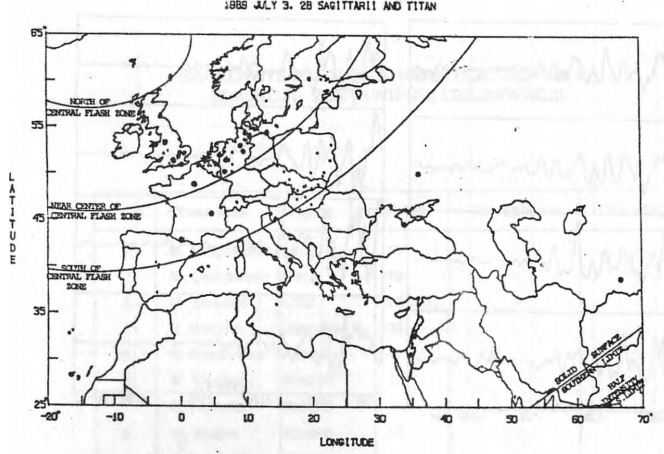 1989 JULY 3. 28 SAGITTARII AND TITAN
65
55
45
35
25
LATITUDE
NORTH OF
CENTRAL FLASH ZONE
NEAR CENTER OF
CENTRAL FLASH ZONE
SOUTH OF
CENTRAL FLASH
ZONE
SOLID SURFACE
SOUTHERN LIMIT
HALF
INTENSITY
S. LIMIT
-20 -10 0 10 20 30 40 50 60 70
LONGITUDE